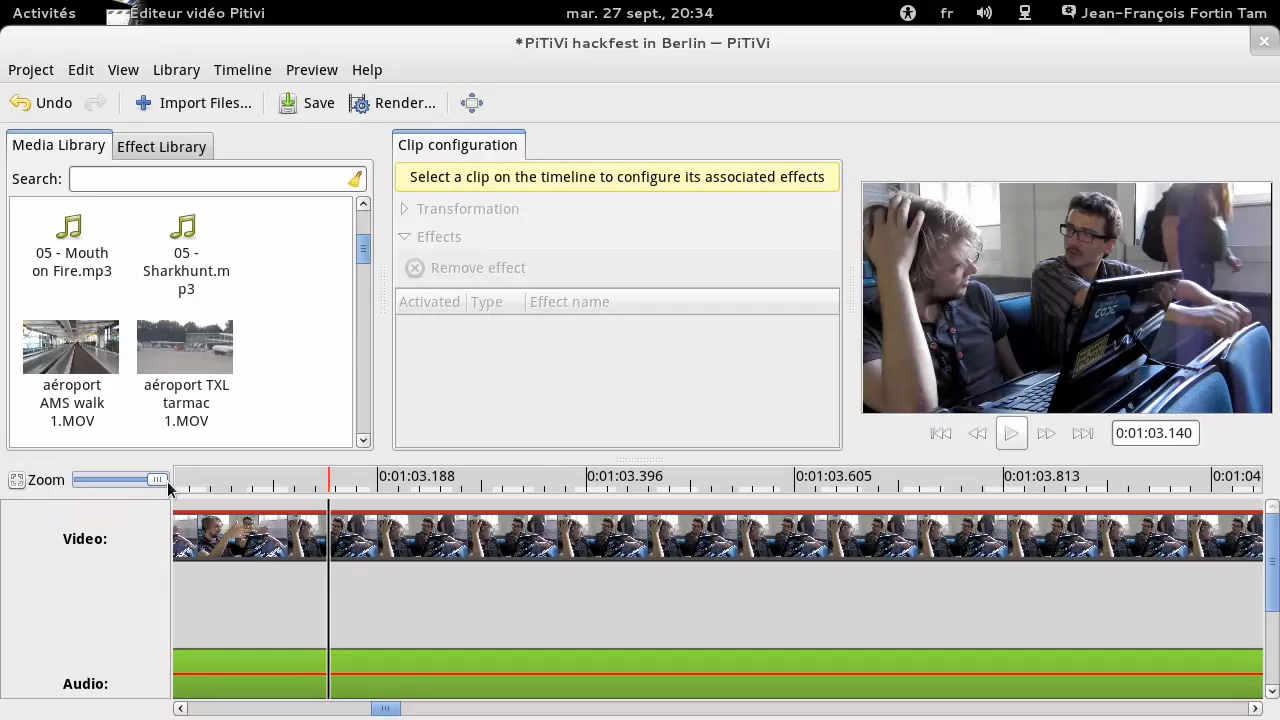 Activités
Éditeur vidéo Pitivi
mar. 27 sept., 20:34
fr
Jean-François Fortin Tam
*PiTiVi hackfest in Berlin — PiTiVi
Project Edit View Library Timeline Preview Help
Undo
Import Files...
Save
Render...
Media Library
Effect Library
Search:
05 - Mouth
on Fire.mp3
05 -
Sharkhunt.m
p3
aéroport
AMS walk
1.MOV
aéroport TXL
tarmac
1.MOV
Clip configuration
Select a clip on the timeline to configure its associated effects
Transformation
Effects
Remove effect
Activated Type Effect name
CODE
0:01:03.140
Zoom
0:01:03.188 0:01:03.396 0:01:03.605 0:01:03.813 0:01:04
Video:
Audio: